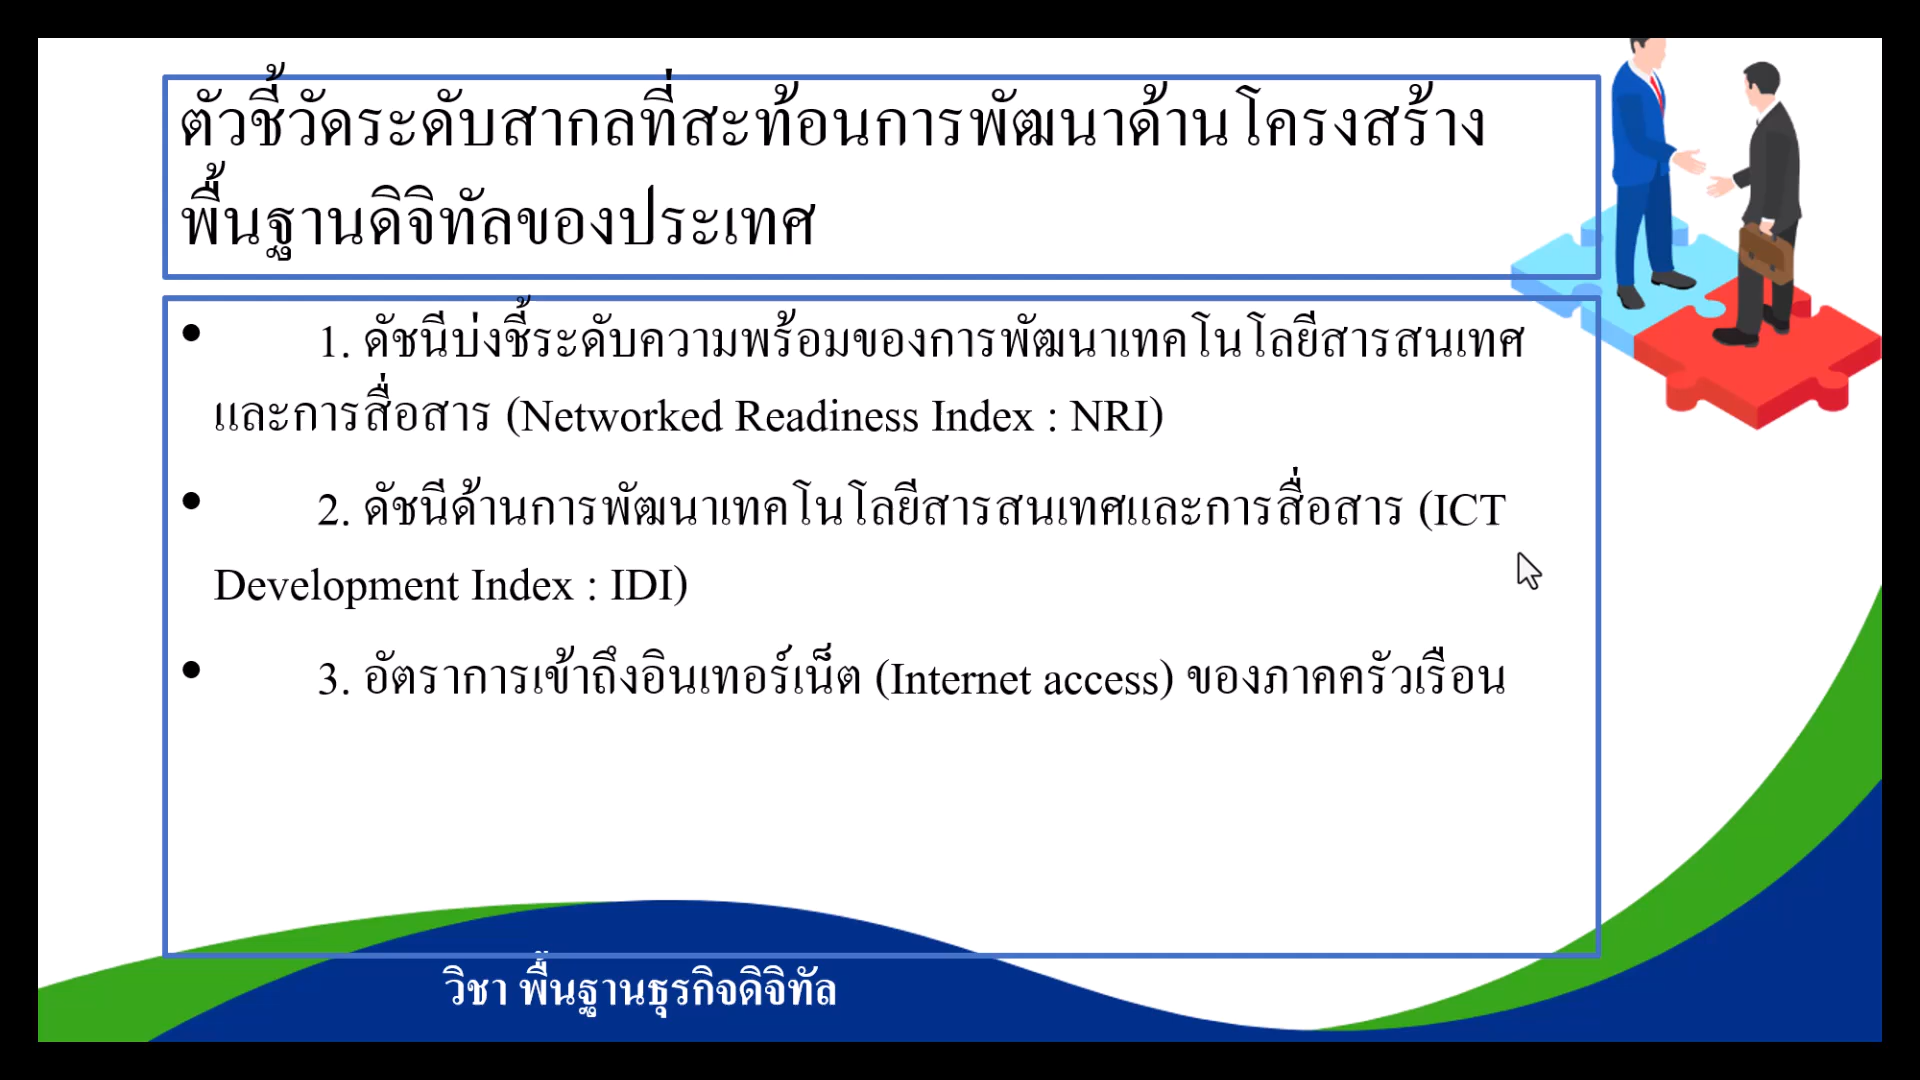 ตัวชี้วัดระดับสากลที่สะท้อนการพัฒนาด้านโครงสร้าง
พื้นฐานดิจิทัลของประเทศ
• 1. ดัชนีบ่งชี้ระดับความพร้อมของการพัฒนาเทคโนโลยีสารสนเทศ
และการสื่อสาร (Networked Readiness Index : NRI)
• 2. ดัชนีด้านการพัฒนาเทคโนโลยีสารสนเทศและการสื่อสาร (ICT
Development Index : IDI)
• 3. อัตราการเข้าถึงอินเทอร์เน็ต (Internet access) ของภาคครัวเรือน
วิชา พื้นฐานธุรกิจดิจิทัล